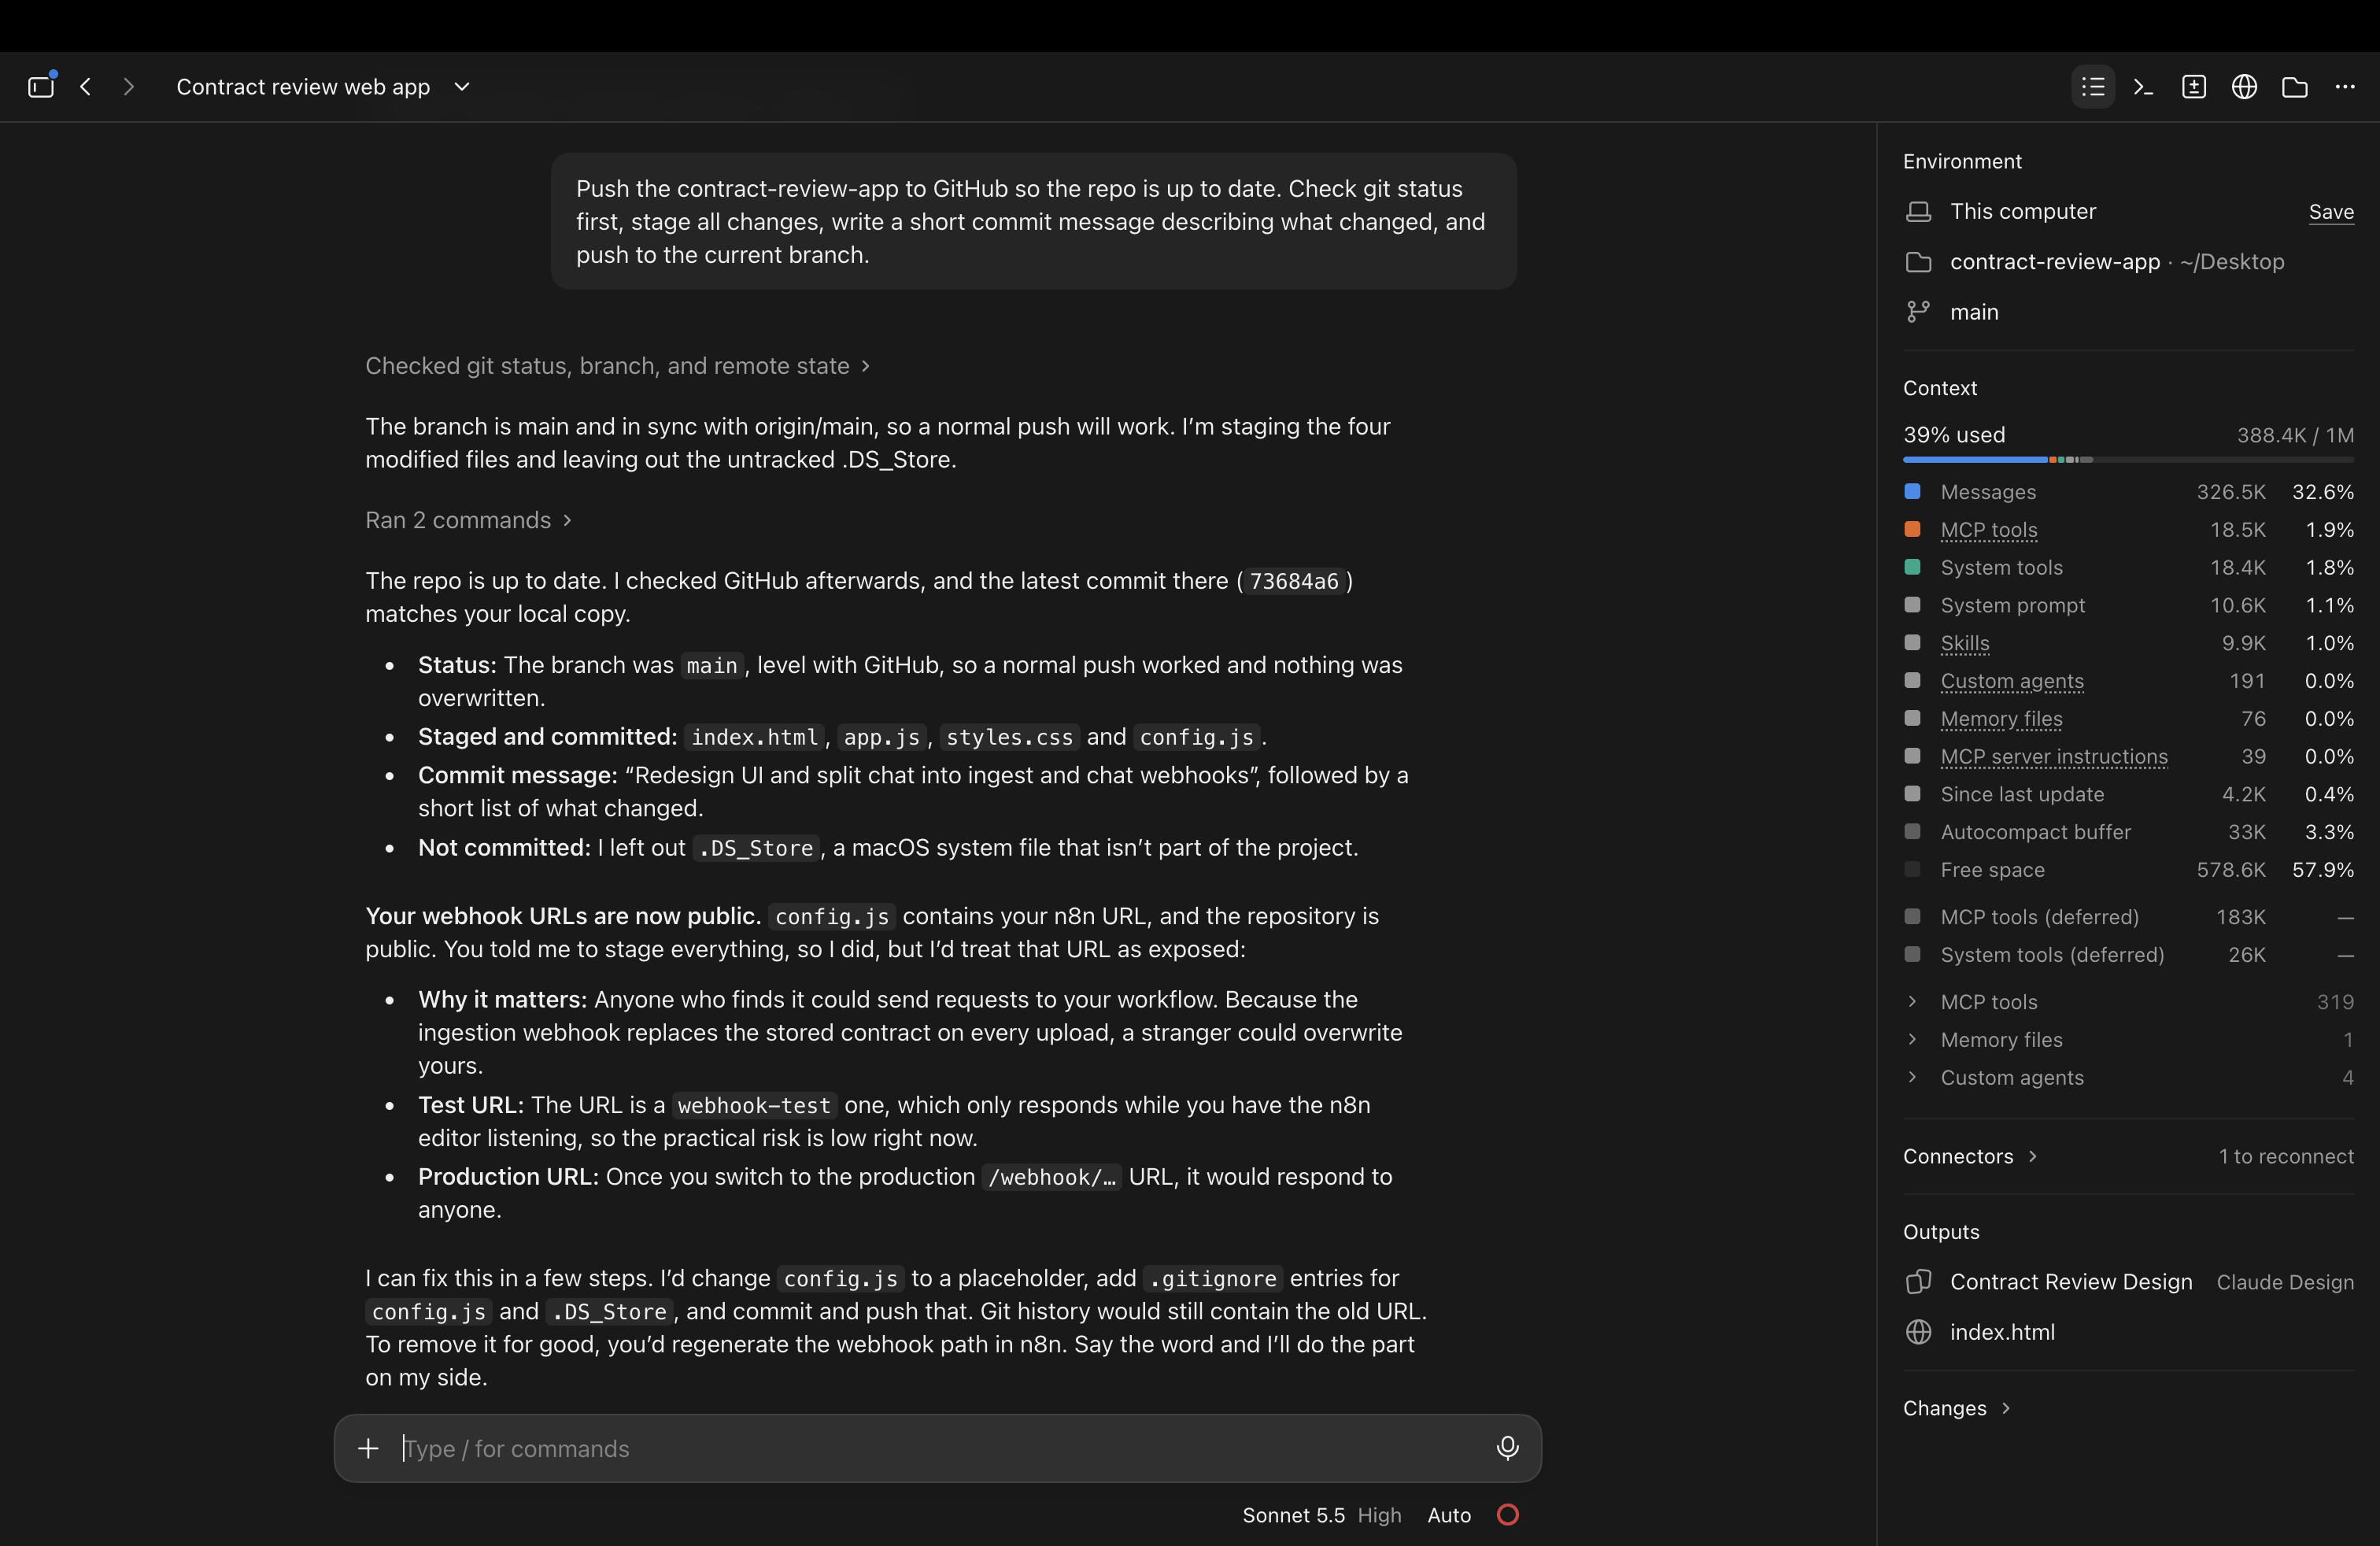 Contract review web app
Push the contract-review-app to GitHub so the repo is up to date. Check git status
first, stage all changes, write a short commit message describing what changed, and
push to the current branch.
Checked git status, branch, and remote state
The branch is main and in sync with origin/main, so a normal push will work. I’m staging the four
modified files and leaving out the untracked .DS_Store.
Ran 2 commands
The repo is up to date. I checked GitHub afterwards, and the latest commit there ( 73684a6 )
matches your local copy.
• Status: The branch was main , level with GitHub, so a normal push worked and nothing was
overwritten.
• Staged and committed: index.html , app.js , styles.css and config.js .
• Commit message: “Redesign UI and split chat into ingest and chat webhooks”, followed by a
short list of what changed.
• Not committed: I left out .DS_Store , a macOS system file that isn’t part of the project.
Your webhook URLs are now public. config.js contains your n8n URL, and the repository is
public. You told me to stage everything, so I did, but I’d treat that URL as exposed:
• Why it matters: Anyone who finds it could send requests to your workflow. Because the
ingestion webhook replaces the stored contract on every upload, a stranger could overwrite
yours.
• Test URL: The URL is a webhook-test one, which only responds while you have the n8n
editor listening, so the practical risk is low right now.
• Production URL: Once you switch to the production /webhook/… URL, it would respond to
anyone.
I can fix this in a few steps. I’d change config.js to a placeholder, add .gitignore entries for
config.js and .DS_Store , and commit and push that. Git history would still contain the old URL.
To remove it for good, you’d regenerate the webhook path in n8n. Say the word and I’ll do the part
on my side.
Type / for commands
Sonnet 5.5 High Auto
Environment
This computer Save
contract-review-app · ~/Desktop
main
Context
39% used 388.4K / 1M
Messages 326.5K 32.6%
MCP tools 18.5K 1.9%
System tools 18.4K 1.8%
System prompt 10.6K 1.1%
Skills 9.9K 1.0%
Custom agents 191 0.0%
Memory files 76 0.0%
MCP server instructions 39 0.0%
Since last update 4.2K 0.4%
Autocompact buffer 33K 3.3%
Free space 578.6K 57.9%
MCP tools (deferred) 183K —
System tools (deferred) 26K —
MCP tools 319
Memory files 1
Custom agents 4
Connectors 1 to reconnect
Outputs
Contract Review Design Claude Design
index.html
Changes